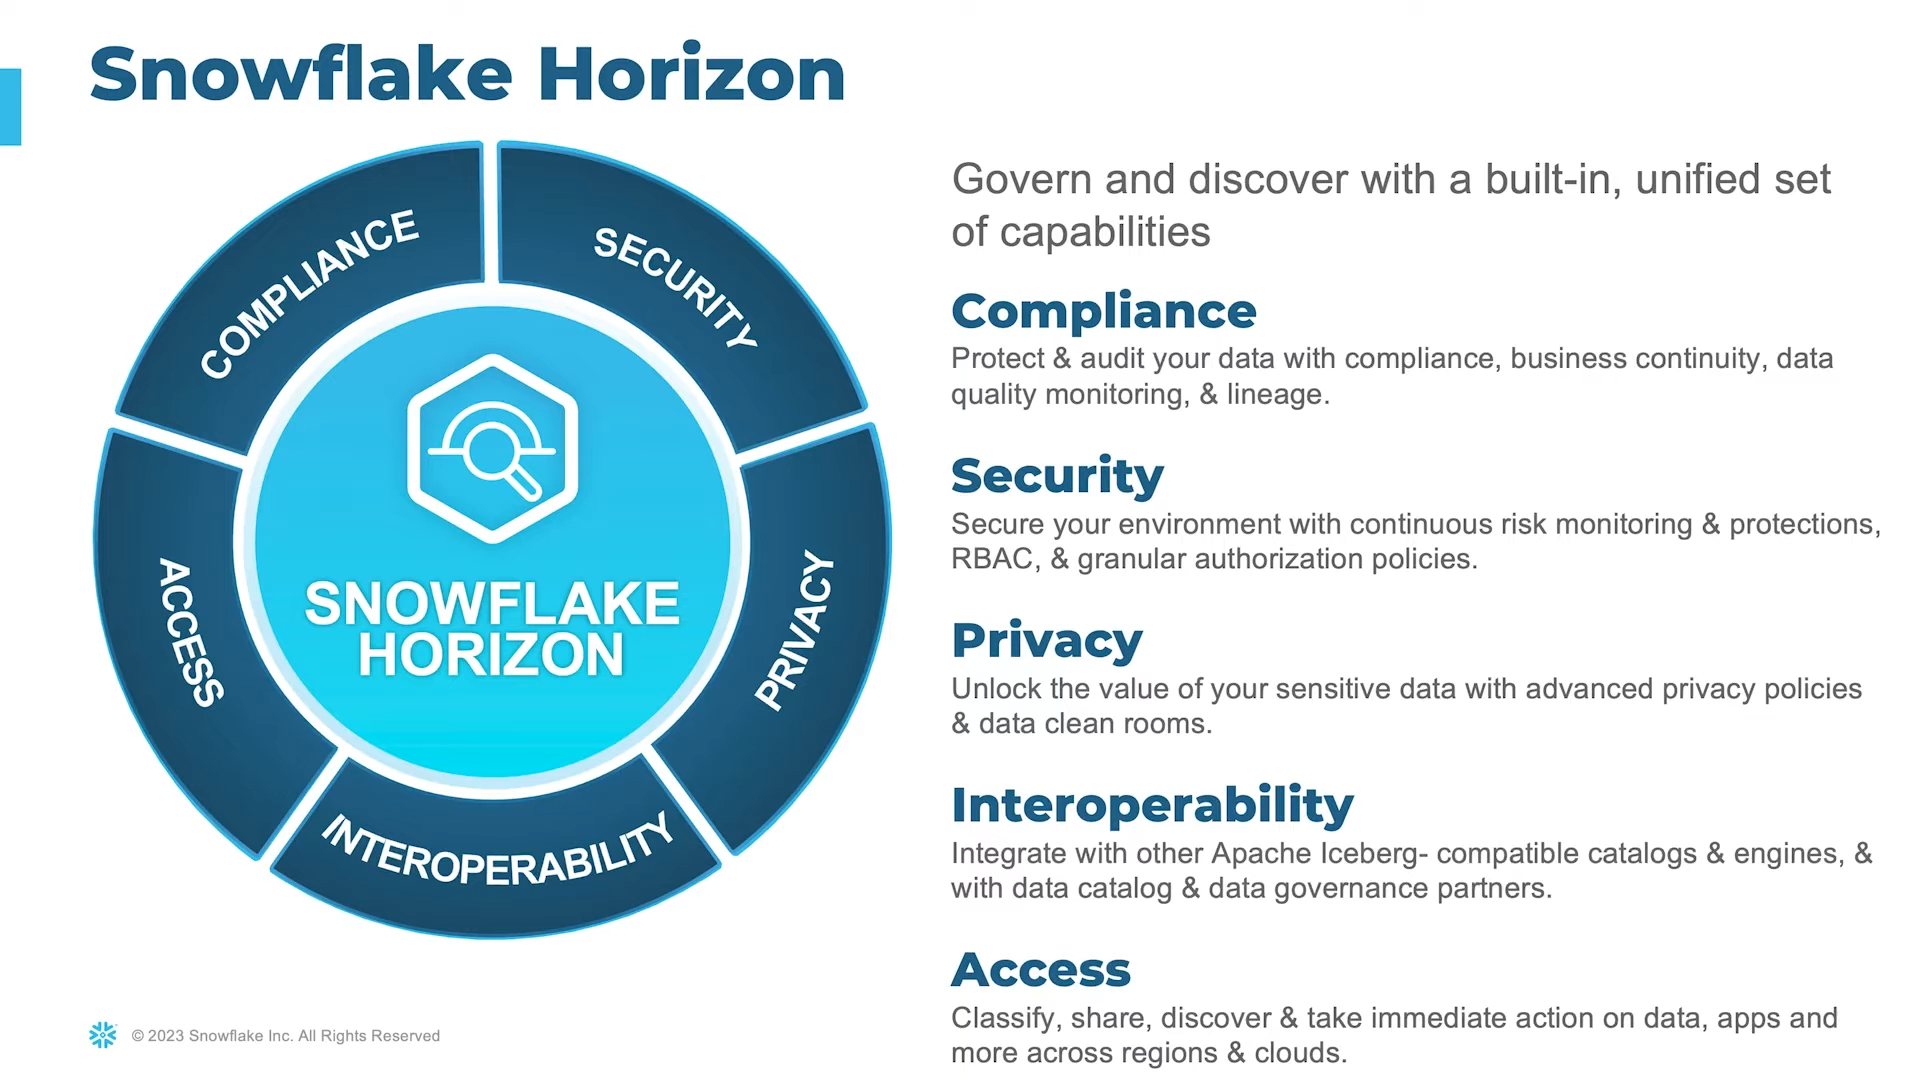 Snowflake Horizon
COMPLIANCE
SECURITY
ACCESS
PRIVACY
INTEROPERABILITY
SNOWFLAKE
HORIZON
Govern and discover with a built-in, unified set
of capabilities
Compliance
Protect & audit your data with compliance, business continuity, data
quality monitoring, & lineage.
Security
Secure your environment with continuous risk monitoring & protections,
RBAC, & granular authorization policies.
Privacy
Unlock the value of your sensitive data with advanced privacy policies
& data clean rooms.
Interoperability
Integrate with other Apache Iceberg- compatible catalogs & engines, &
with data catalog & data governance partners.
Access
Classify, share, discover & take immediate action on data, apps and
more across regions & clouds.
© 2023 Snowflake Inc. All Rights Reserved